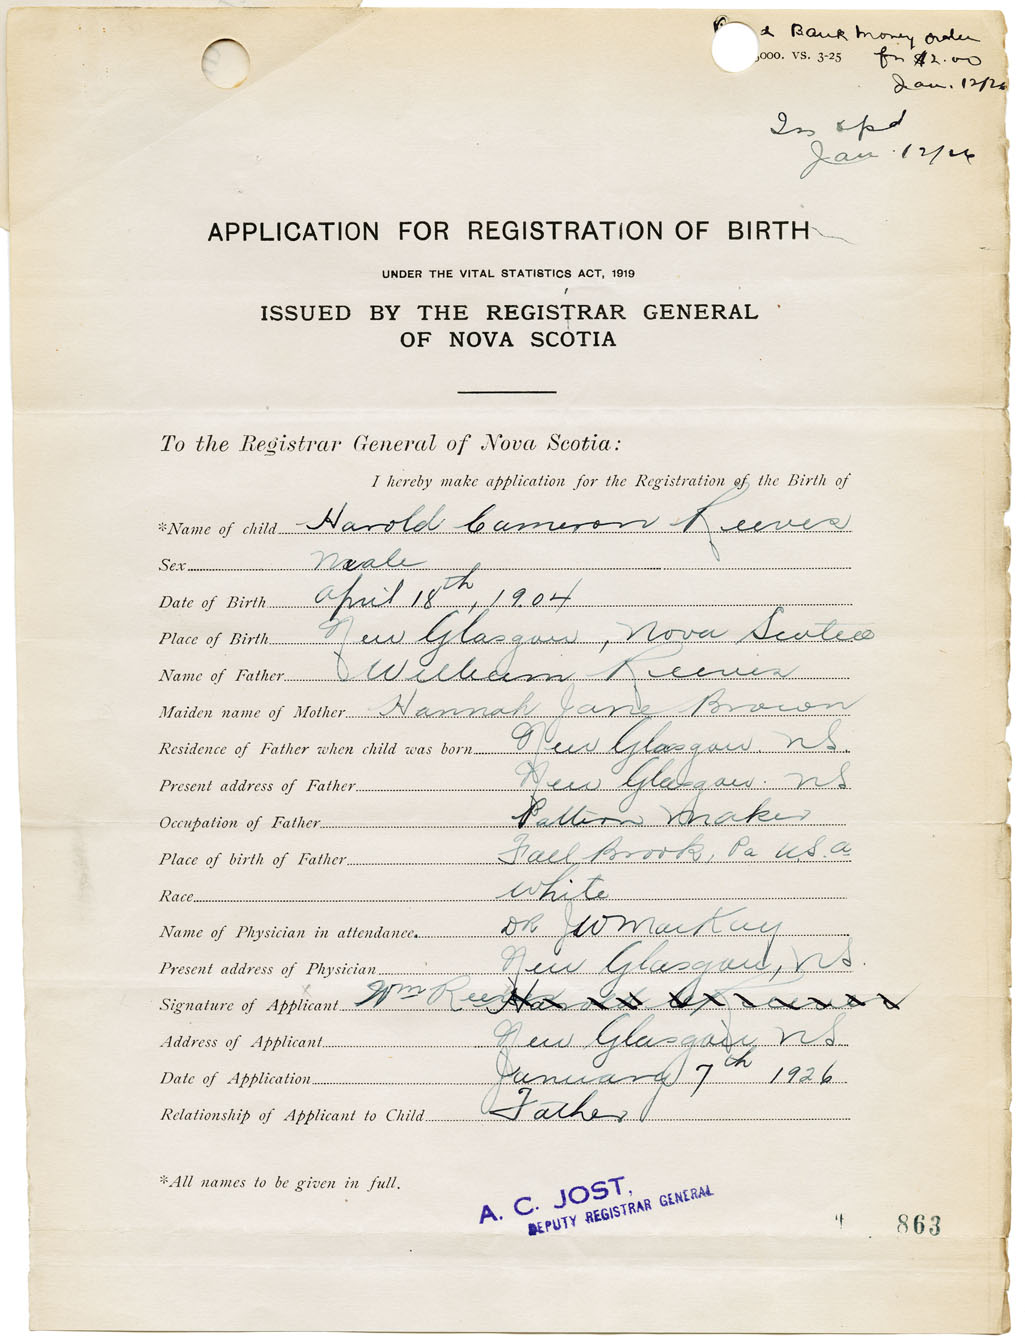 Bank Money order
5000. VS. 3-25 for $2.00
Jan. 12/26
Jan. 12/26
APPLICATION FOR REGISTRATION OF BIRTH
UNDER THE VITAL STATISTICS ACT, 1919
ISSUED BY THE REGISTRAR GENERAL
OF NOVA SCOTIA
To the Registrar General of Nova Scotia:
I hereby make application for the Registration of the Birth of
*Name of child Harold Cameron Reeves
Sex Male
Date of Birth April 18th, 1904
Place of Birth New Glasgow, Nova Scotia
Name of Father William Reeves
Maiden name of Mother Hannah Jane Brown
Residence of Father when child was born New Glasgow. NS.
Present address of Father New Glasgow. NS
Occupation of Father Pattern Maker
Place of birth of Father Fall Brook, Pa U.S.a
Race White
Name of Physician in attendance. DR JW MacKay
Present address of Physician New Glasgow, NS.
Signature of Applicant Wm Reeves Harold C Reeves
Address of Applicant New Glasgow NS
Date of Application January 7th 1926
Relationship of Applicant to Child Father
*All names to be given in full.
A. C. JOST,
DEPUTY REGISTRAR GENERAL
863